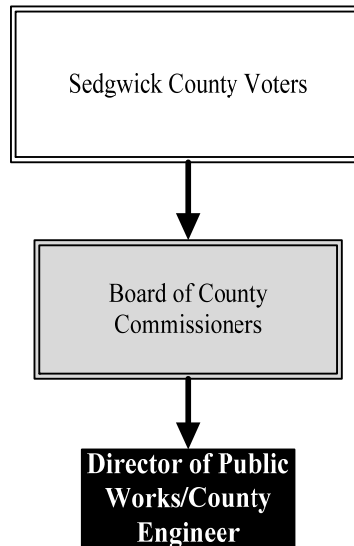 Sedgwick County Voters
Board of County
Commissioners
Director of Public
Works/County
Engineer